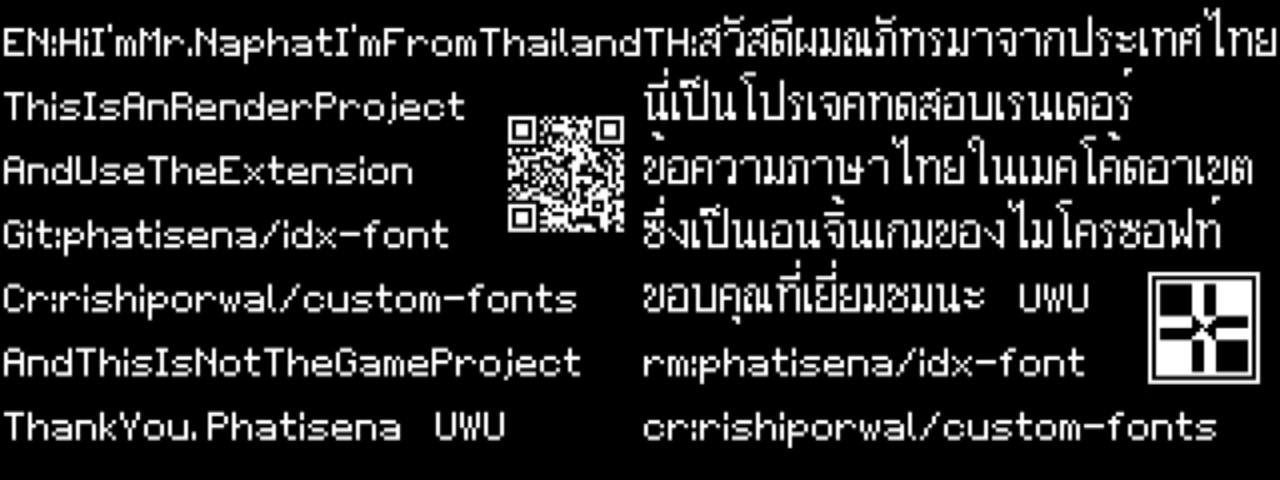 EN:HiI'mMr.NaphatI'mFromThailand
ThisIsAnRenderProject
AndUseTheExtension
Git:phatisena/idx-font
Cr:rishiporwal/custom-fonts
AndThisIsNotTheGameProject
ThankYou. Phatisena UWU
TH:สวัสดีผมณภัทรมาจากประเทศไทย
นี่เป็นโปรเจคทดสอบเรนเดอร์
ข้อความภาษาไทยในเมคโค้ดอาเขต
ซึ่งเป็นเอนจิ้นเกมของไมโครซอฟท์
ขอบคุณที่เยี่ยมชมนะ UWU
rm:phatisena/idx-font
cr:rishiporwal/custom-fonts